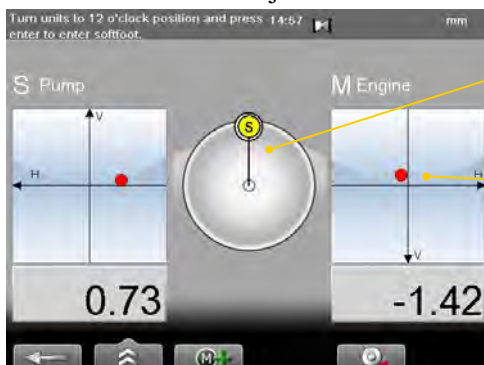 Turn units to 12 o'clock position and press 14:57 mm
enter to enter softfoot.
S Pump
M Engine
V
S
H
H
V
0.73
-1.42
M